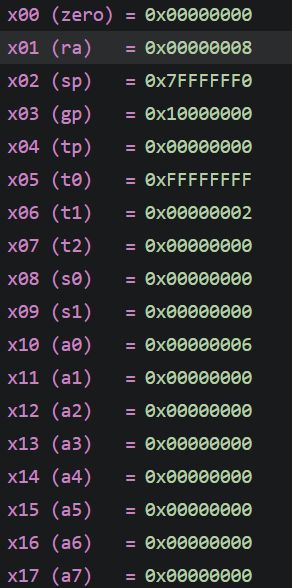 x00 (zero) = 0x00000000
x01 (ra)   = 0x00000008
x02 (sp)   = 0x7FFFFFF0
x03 (gp)   = 0x10000000
x04 (tp)   = 0x00000000
x05 (t0)   = 0xFFFFFFFF
x06 (t1)   = 0x00000002
x07 (t2)   = 0x00000000
x08 (s0)   = 0x00000000
x09 (s1)   = 0x00000000
x10 (a0)   = 0x00000006
x11 (a1)   = 0x00000000
x12 (a2)   = 0x00000000
x13 (a3)   = 0x00000000
x14 (a4)   = 0x00000000
x15 (a5)   = 0x00000000
x16 (a6)   = 0x00000000
x17 (a7)   = 0x00000000